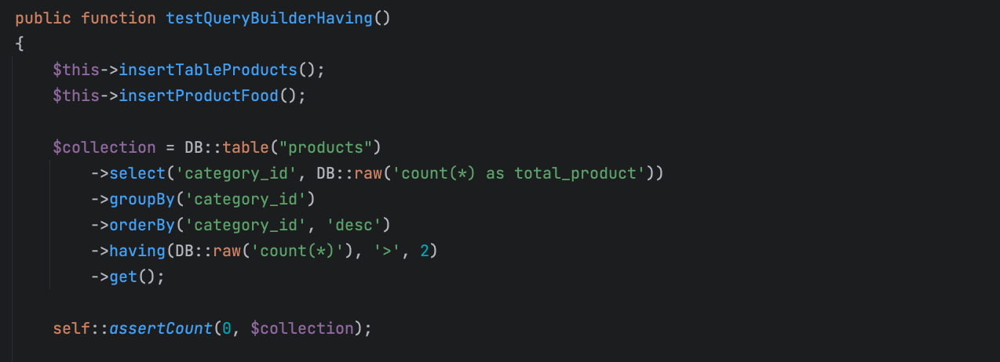 public function testQueryBuilderHaving()
{
    $this->insertTableProducts();
    $this->insertProductFood();

    $collection = DB::table("products")
        ->select('category_id', DB::raw('count(*) as total_product'))
        ->groupBy('category_id')
        ->orderBy('category_id', 'desc')
        ->having(DB::raw('count(*)'), '>', 2)
        ->get();

    self::assertCount(0, $collection);